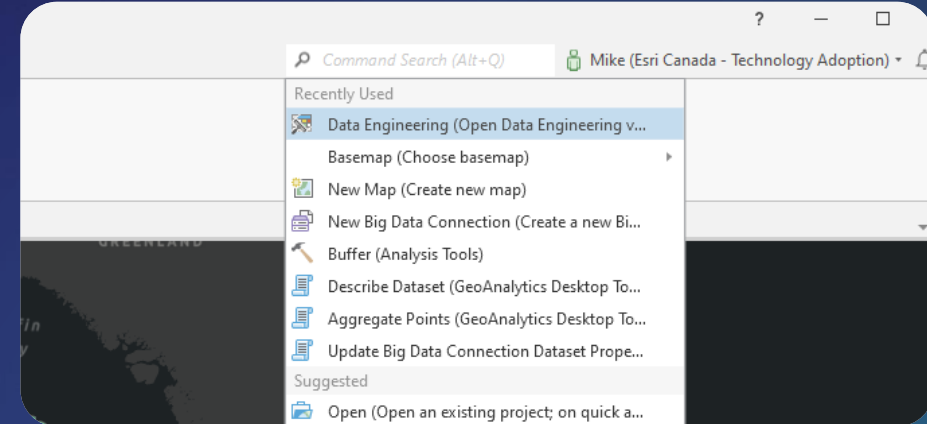 ?
Command Search (Alt+Q)
Mike (Esri Canada - Technology Adoption)
Recently Used
Data Engineering (Open Data Engineering v...
Basemap (Choose basemap)
New Map (Create new map)
New Big Data Connection (Create a new Bi...
Buffer (Analysis Tools)
Describe Dataset (GeoAnalytics Desktop To...
Aggregate Points (GeoAnalytics Desktop To...
Update Big Data Connection Dataset Prope...
Suggested
Open (Open an existing project; on quick a...
GREENLAND
fin
y